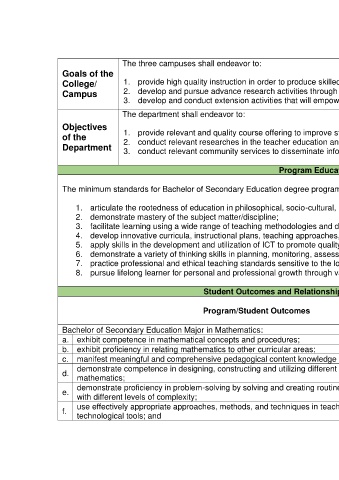 The three campuses shall endeavor to:
Goals of the College/ Campus
1. provide high quality instruction in order to produce skilled
2. develop and pursue advance research activities through
3. develop and conduct extension activities that will empow
The department shall endeavor to:
Objectives of the Department
1. provide relevant and quality course offering to improve s
2. conduct relevant researches in the teacher education an
3. conduct relevant community services to disseminate info
Program Educa
The minimum standards for Bachelor of Secondary Education degree program
1. articulate the rootedness of education in philosophical, socio-cultural,
2. demonstrate mastery of the subject matter/discipline;
3. facilitate learning using a wide range of teaching methodologies and d
4. develop innovative curricula, instructional plans, teaching approaches,
5. apply skills in the development and utilization of ICT to promote quality
6. demonstrate a variety of thinking skills in planning, monitoring, assess
7. practice professional and ethical teaching standards sensitive to the lo
8. pursue lifelong learner for personal and professional growth through v
Student Outcomes and Relationship
Program/Student Outcomes
Bachelor of Secondary Education Major in Mathematics:
a. exhibit competence in mathematical concepts and procedures;
b. exhibit proficiency in relating mathematics to other curricular areas;
c. manifest meaningful and comprehensive pedagogical content knowledge
d. demonstrate competence in designing, constructing and utilizing different
mathematics;
e. demonstrate proficiency in problem-solving by solving and creating routine
with different levels of complexity;
f. use effectively appropriate approaches, methods, and techniques in teach
technological tools; and